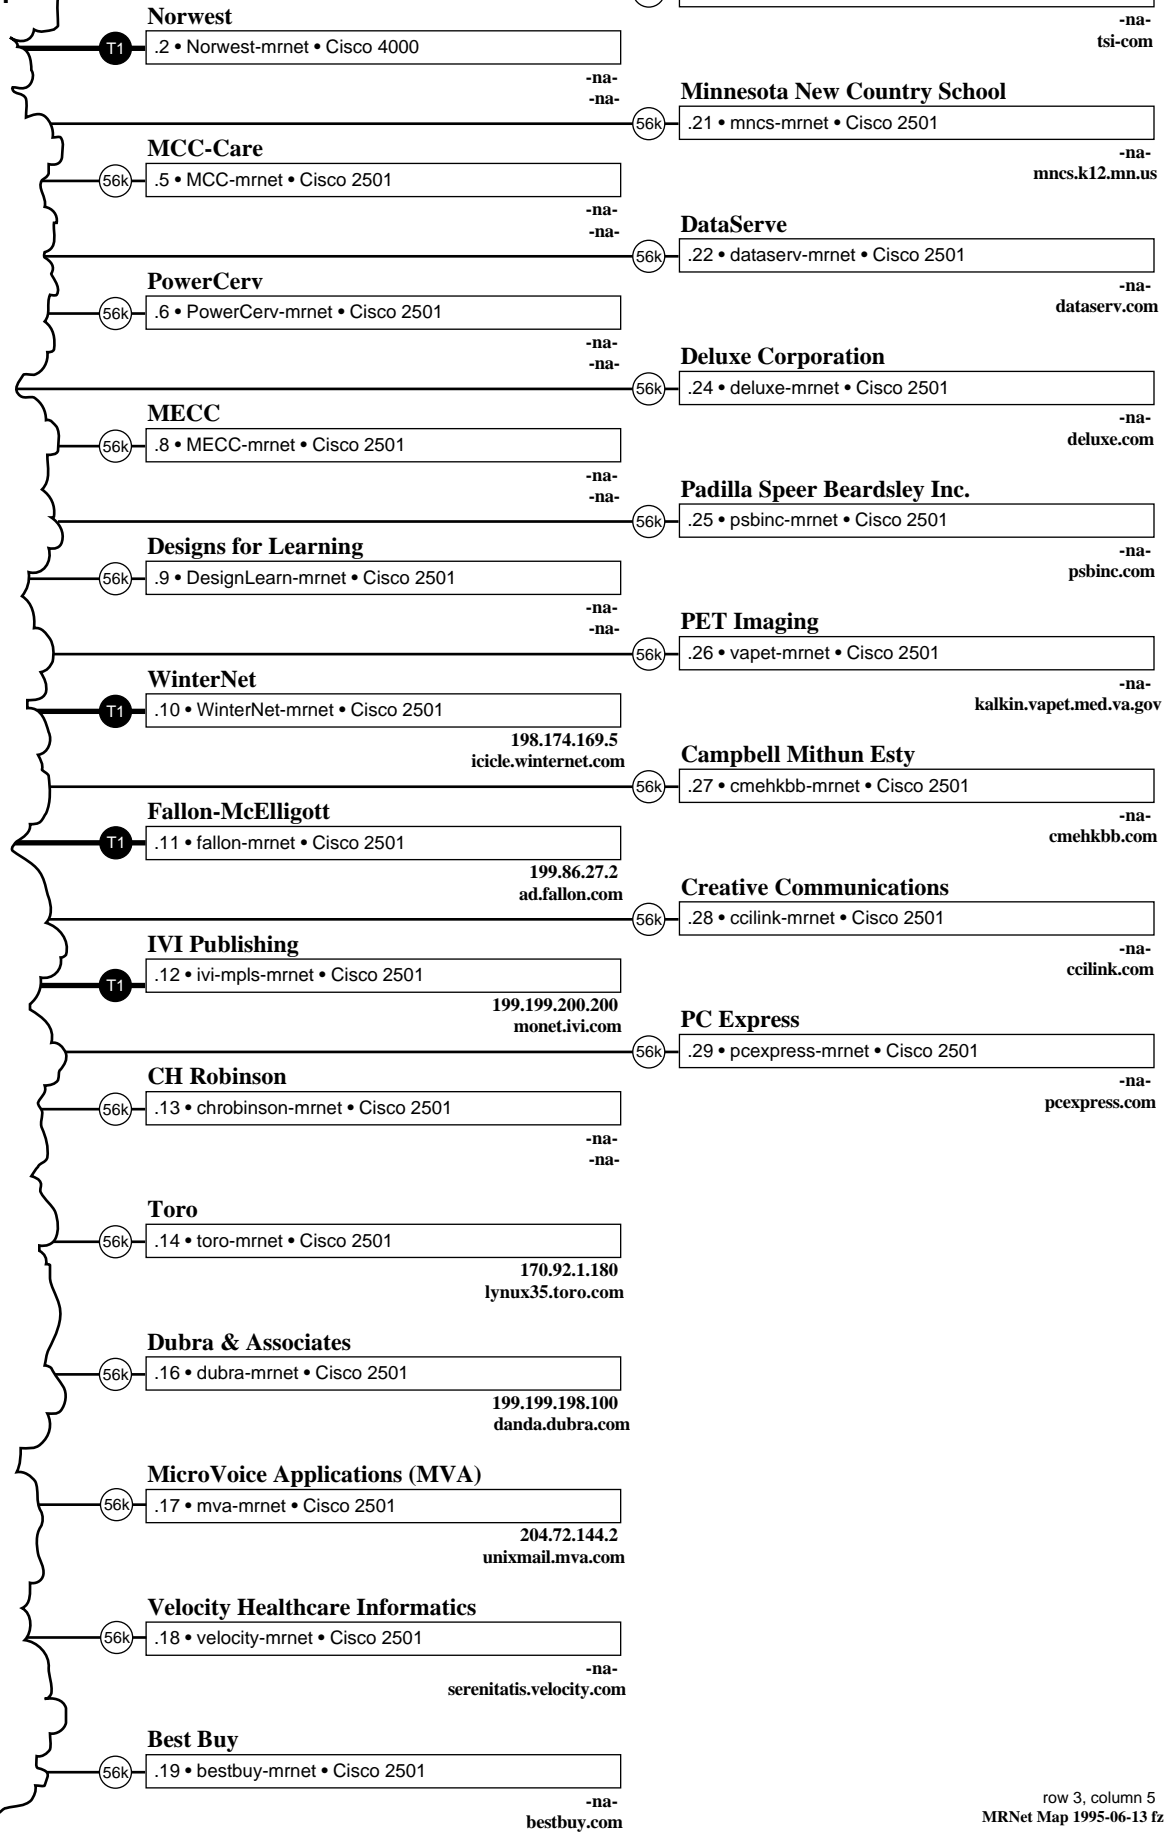 Norwest
T1
.2 • Norwest-mrnet • Cisco 4000
-na-
-na-
MCC-Care
56k
.5 • MCC-mrnet • Cisco 2501
-na-
-na-
PowerCerv
56k
.6 • PowerCerv-mrnet • Cisco 2501
-na-
-na-
MECC
56k
.8 • MECC-mrnet • Cisco 2501
-na-
-na-
Designs for Learning
56k
.9 • DesignLearn-mrnet • Cisco 2501
-na-
-na-
WinterNet
T1
.10 • WinterNet-mrnet • Cisco 2501
198.174.169.5
icicle.winternet.com
Fallon-McElligott
T1
.11 • fallon-mrnet • Cisco 2501
199.86.27.2
ad.fallon.com
IVI Publishing
T1
.12 • ivi-mpls-mrnet • Cisco 2501
199.199.200.200
monet.ivi.com
CH Robinson
56k
.13 • chrobinson-mrnet • Cisco 2501
-na-
-na-
Toro
56k
.14 • toro-mrnet • Cisco 2501
170.92.1.180
lynux35.toro.com
Dubra & Associates
56k
.16 • dubra-mrnet • Cisco 2501
199.199.198.100
danda.dubra.com
MicroVoice Applications (MVA)
56k
.17 • mva-mrnet • Cisco 2501
204.72.144.2
unixmail.mva.com
Velocity Healthcare Informatics
56k
.18 • velocity-mrnet • Cisco 2501
-na-
serenitatis.velocity.com
Best Buy
56k
.19 • bestbuy-mrnet • Cisco 2501
-na-
bestbuy.com
-na-
tsi-com
Minnesota New Country School
56k
.21 • mncs-mrnet • Cisco 2501
-na-
mncs.k12.mn.us
DataServe
56k
.22 • dataserv-mrnet • Cisco 2501
-na-
dataserv.com
Deluxe Corporation
56k
.24 • deluxe-mrnet • Cisco 2501
-na-
deluxe.com
Padilla Speer Beardsley Inc.
56k
.25 • psbinc-mrnet • Cisco 2501
-na-
psbinc.com
PET Imaging
56k
.26 • vapet-mrnet • Cisco 2501
-na-
kalkin.vapet.med.va.gov
Campbell Mithun Esty
56k
.27 • cmehkbb-mrnet • Cisco 2501
-na-
cmehkbb.com
Creative Communications
56k
.28 • ccilink-mrnet • Cisco 2501
-na-
ccilink.com
PC Express
56k
.29 • pcexpress-mrnet • Cisco 2501
-na-
pcexpress.com
row 3, column 5
MRNet Map 1995-06-13 fz